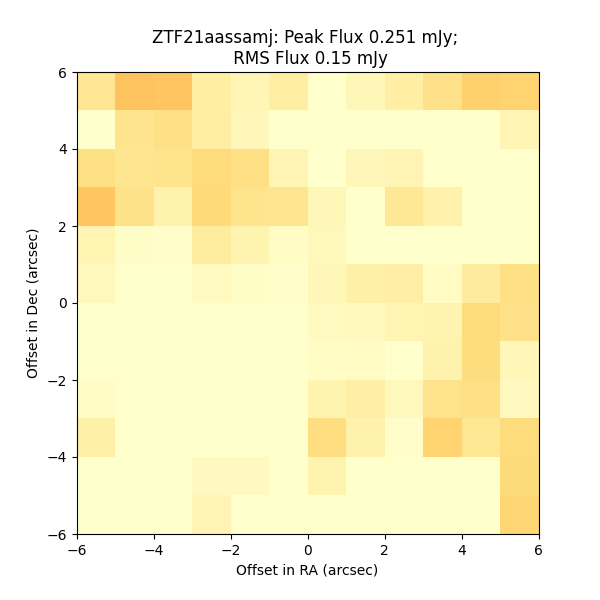 ZTF21aassamj: Peak Flux 0.251 mJy;
RMS Flux 0.15 mJy
6
4
2
0
−2
−4
−6
Offset in Dec (arcsec)
−6 −4 −2 0 2 4 6
Offset in RA (arcsec)